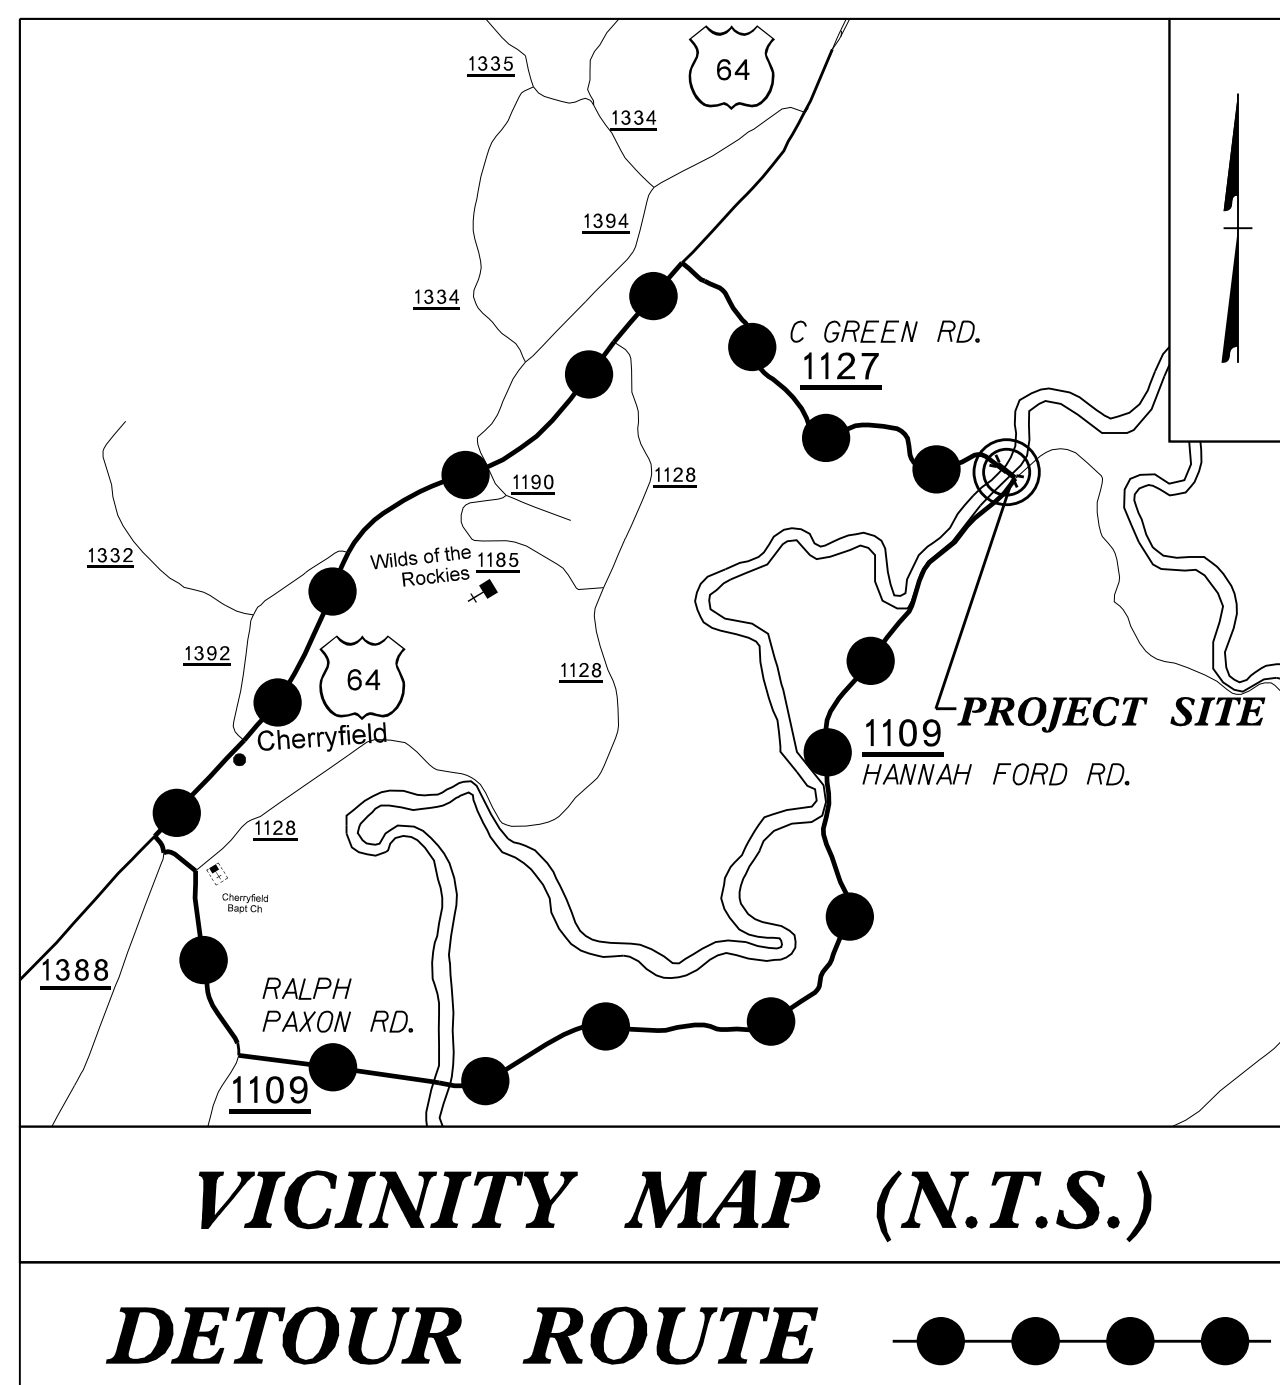 1335
64
1334
1394
1334
C GREEN RD.
1127
1190
1128
1332
Wilds of the
Rockies
1185
1392
64
1128
Cherryfield
PROJECT SITE
1109
HANNAH FORD RD.
1128
Cherryfield
Bapt Ch
1388
RALPH
PAXON RD.
1109
VICINITY MAP (N.T.S.)
DETOUR ROUTE